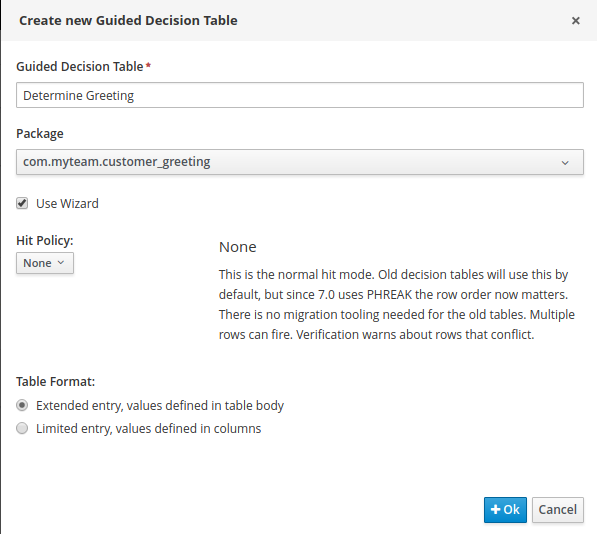 Create new Guided Decision Table ×
Guided Decision Table *
Determine Greeting
Package
com.myteam.customer_greeting
Use Wizard
Hit Policy:
None
None
This is the normal hit mode. Old decision tables will use this by
default, but since 7.0 uses PHREAK the row order now matters.
There is no migration tooling needed for the old tables. Multiple
rows can fire. Verification warns about rows that conflict.
Table Format:
Extended entry, values defined in table body
Limited entry, values defined in columns
+ Ok Cancel